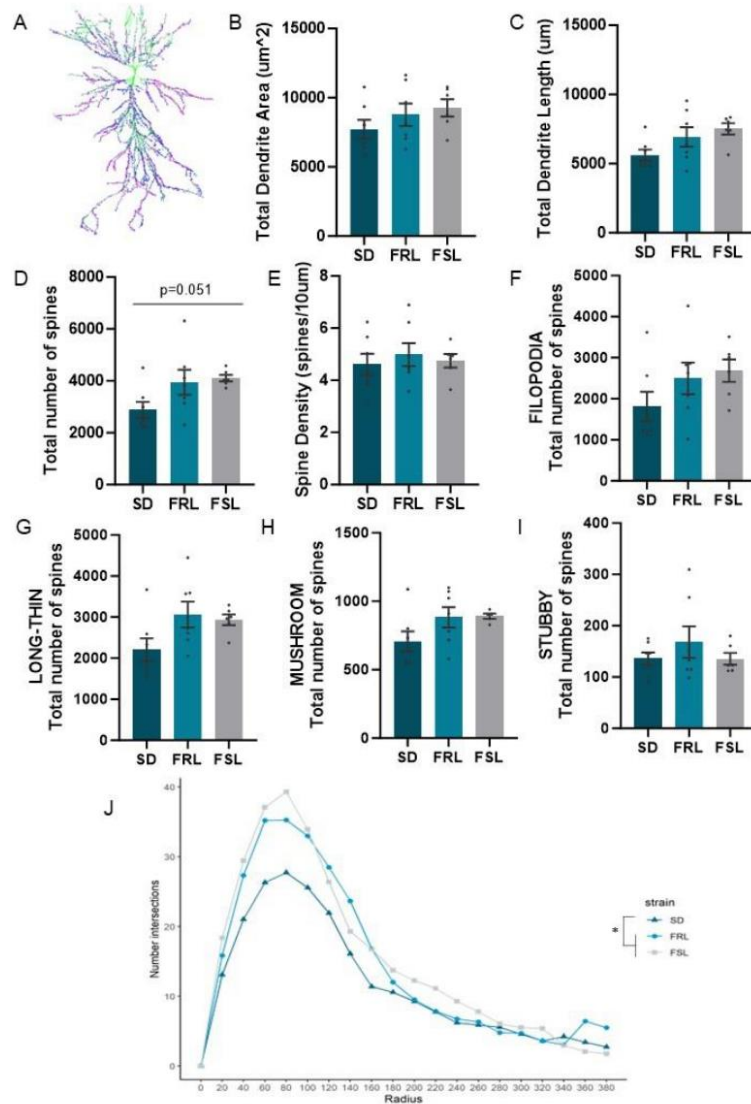 A
B
Total Dendrite Area (um^2)
15000
10000
5000
0
SD FRL FSL
C
Total Dendrite Length (um)
15000
10000
5000
0
SD FRL FSL
D
Total number of spines
8000
6000
4000
2000
0
p=0.051
SD FRL FSL
E
Spine Density (spines/10um)
8
6
4
2
0
SD FRL FSL
F
FILOPODIA
Total number of spines
5000
4000
3000
2000
1000
0
SD FRL FSL
G
LONG-THIN
Total number of spines
5000
4000
3000
2000
1000
0
SD FRL FSL
H
MUSHROOM
Total number of spines
1500
1000
500
0
SD FRL FSL
I
STUBBY
Total number of spines
400
300
200
100
0
SD FRL FSL
J
Number intersections
40
30
20
10
0
0 20 40 60 80 100 120 140 160 180 200 220 240 260 280 300 320 340 360 380
Radius
strain
* SD
FRL
FSL